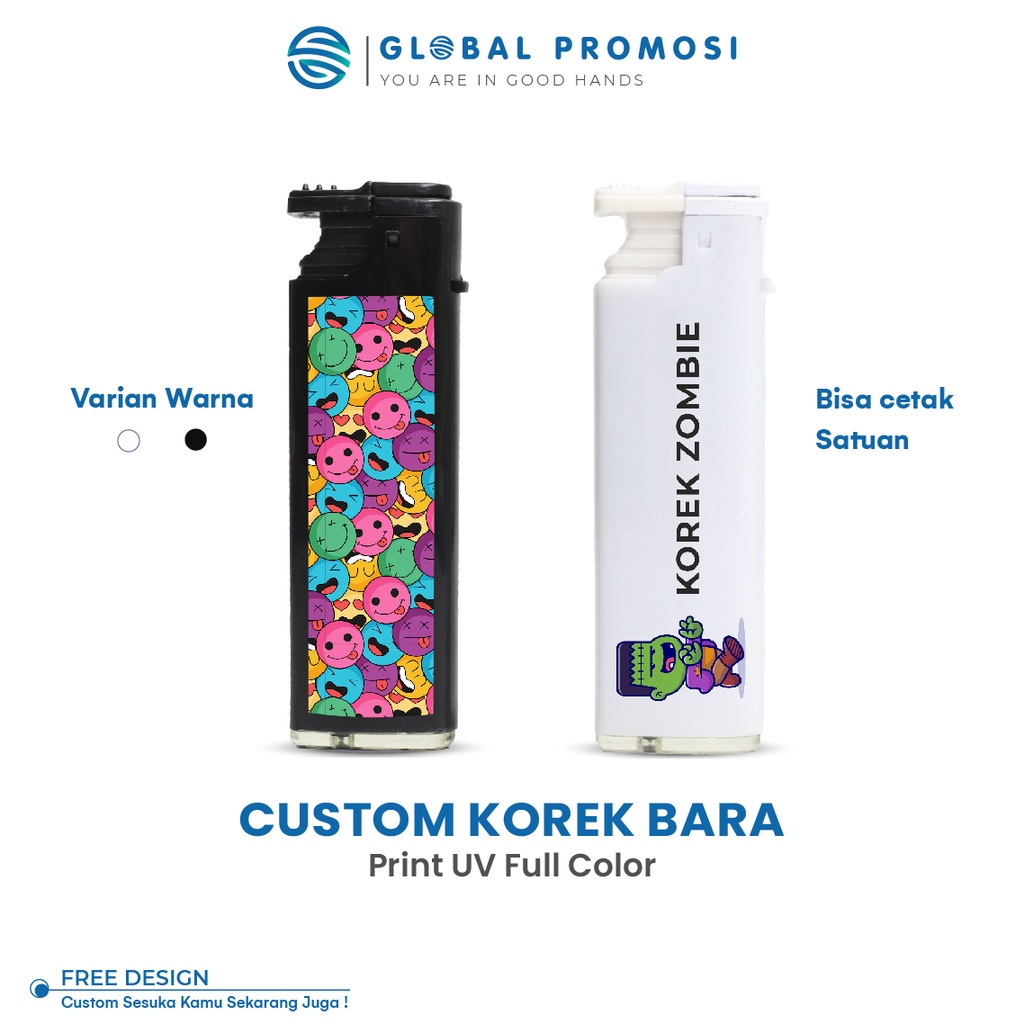 GLOBAL PROMOSI
YOU ARE IN GOOD HANDS
Varian Warna
KOREK ZOMBIE
Bisa cetak
Satuan
CUSTOM KOREK BARA
Print UV Full Color
FREE DESIGN
Custom Sesuka Kamu Sekarang Juga !